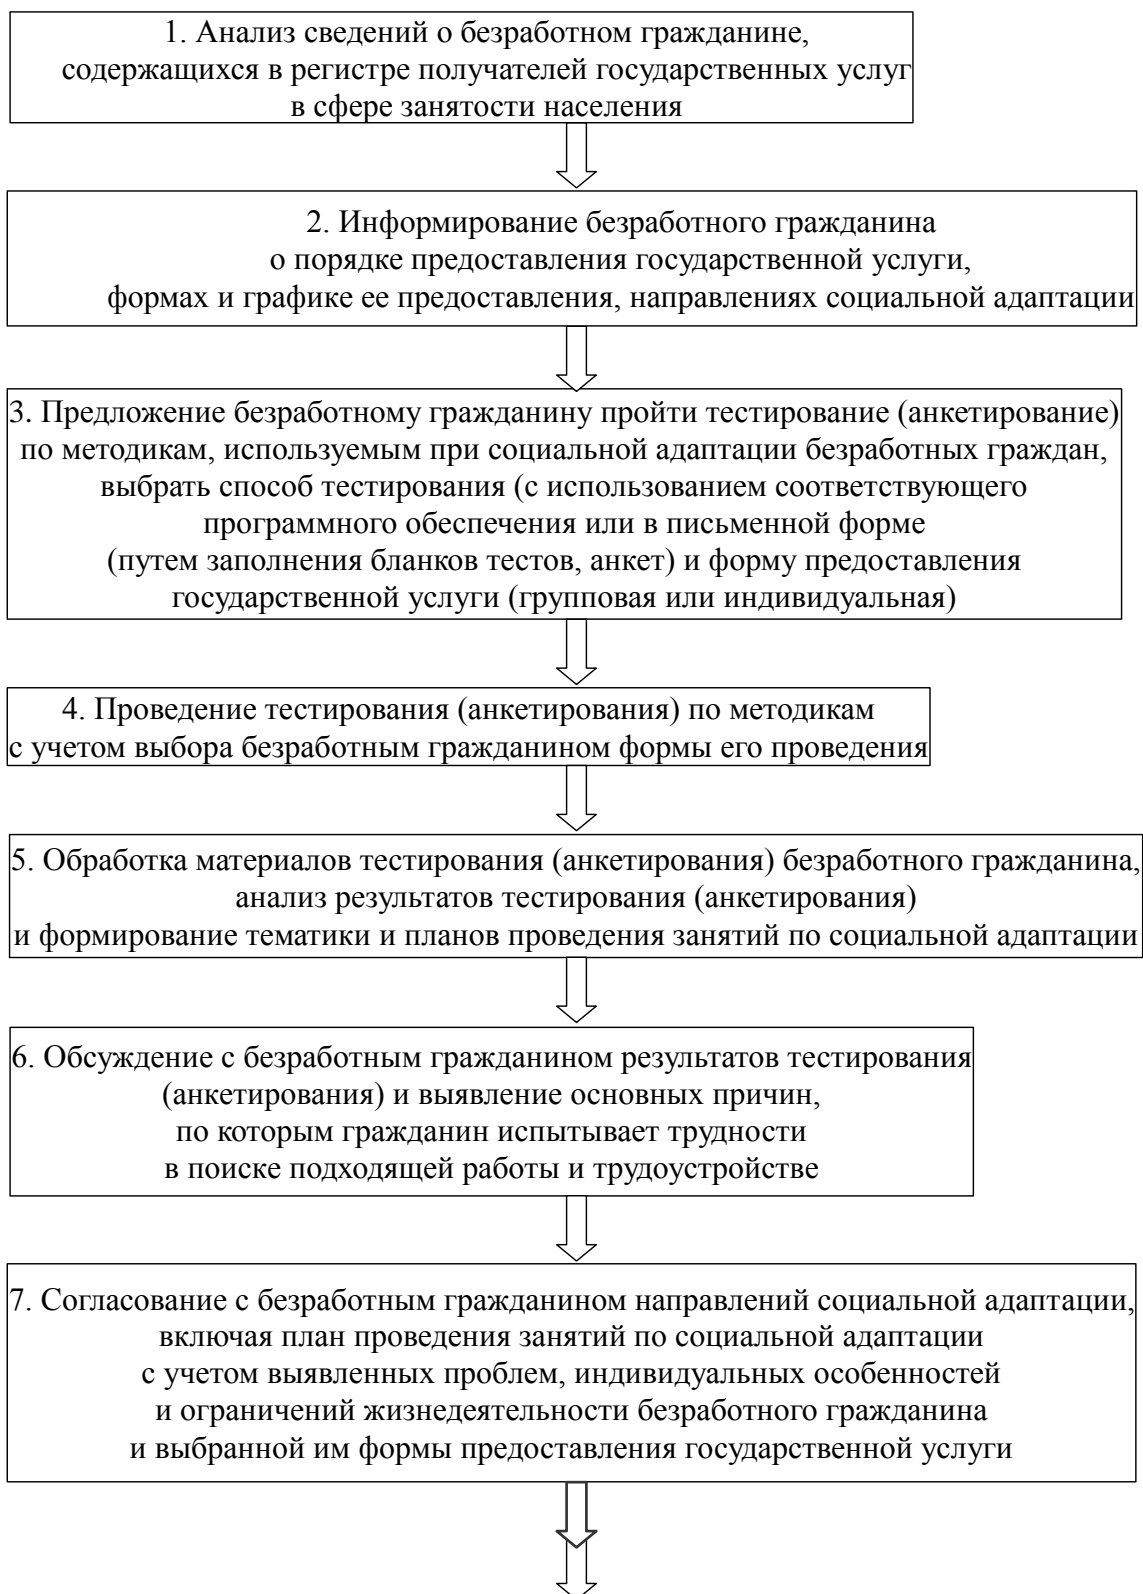 1. Анализ сведений о безработном гражданине,
содержащихся в регистре получателей государственных услуг
в сфере занятости населения
2. Информирование безработного гражданина
о порядке предоставления государственной услуги,
формах и графике ее предоставления, направлениях социальной адаптации
3. Предложение безработному гражданину пройти тестирование (анкетирование)
по методикам, используемым при социальной адаптации безработных граждан,
выбрать способ тестирования (с использованием соответствующего
программного обеспечения или в письменной форме
(путем заполнения бланков тестов, анкет) и форму предоставления
государственной услуги (групповая или индивидуальная)
4. Проведение тестирования (анкетирования) по методикам
с учетом выбора безработным гражданином формы его проведения
5. Обработка материалов тестирования (анкетирования) безработного гражданина,
анализ результатов тестирования (анкетирования)
и формирование тематики и планов проведения занятий по социальной адаптации
6. Обсуждение с безработным гражданином результатов тестирования
(анкетирования) и выявление основных причин,
по которым гражданин испытывает трудности
в поиске подходящей работы и трудоустройстве
7. Согласование с безработным гражданином направлений социальной адаптации,
включая план проведения занятий по социальной адаптации
с учетом выявленных проблем, индивидуальных особенностей
и ограничений жизнедеятельности безработного гражданина
и выбранной им формы предоставления государственной услуги